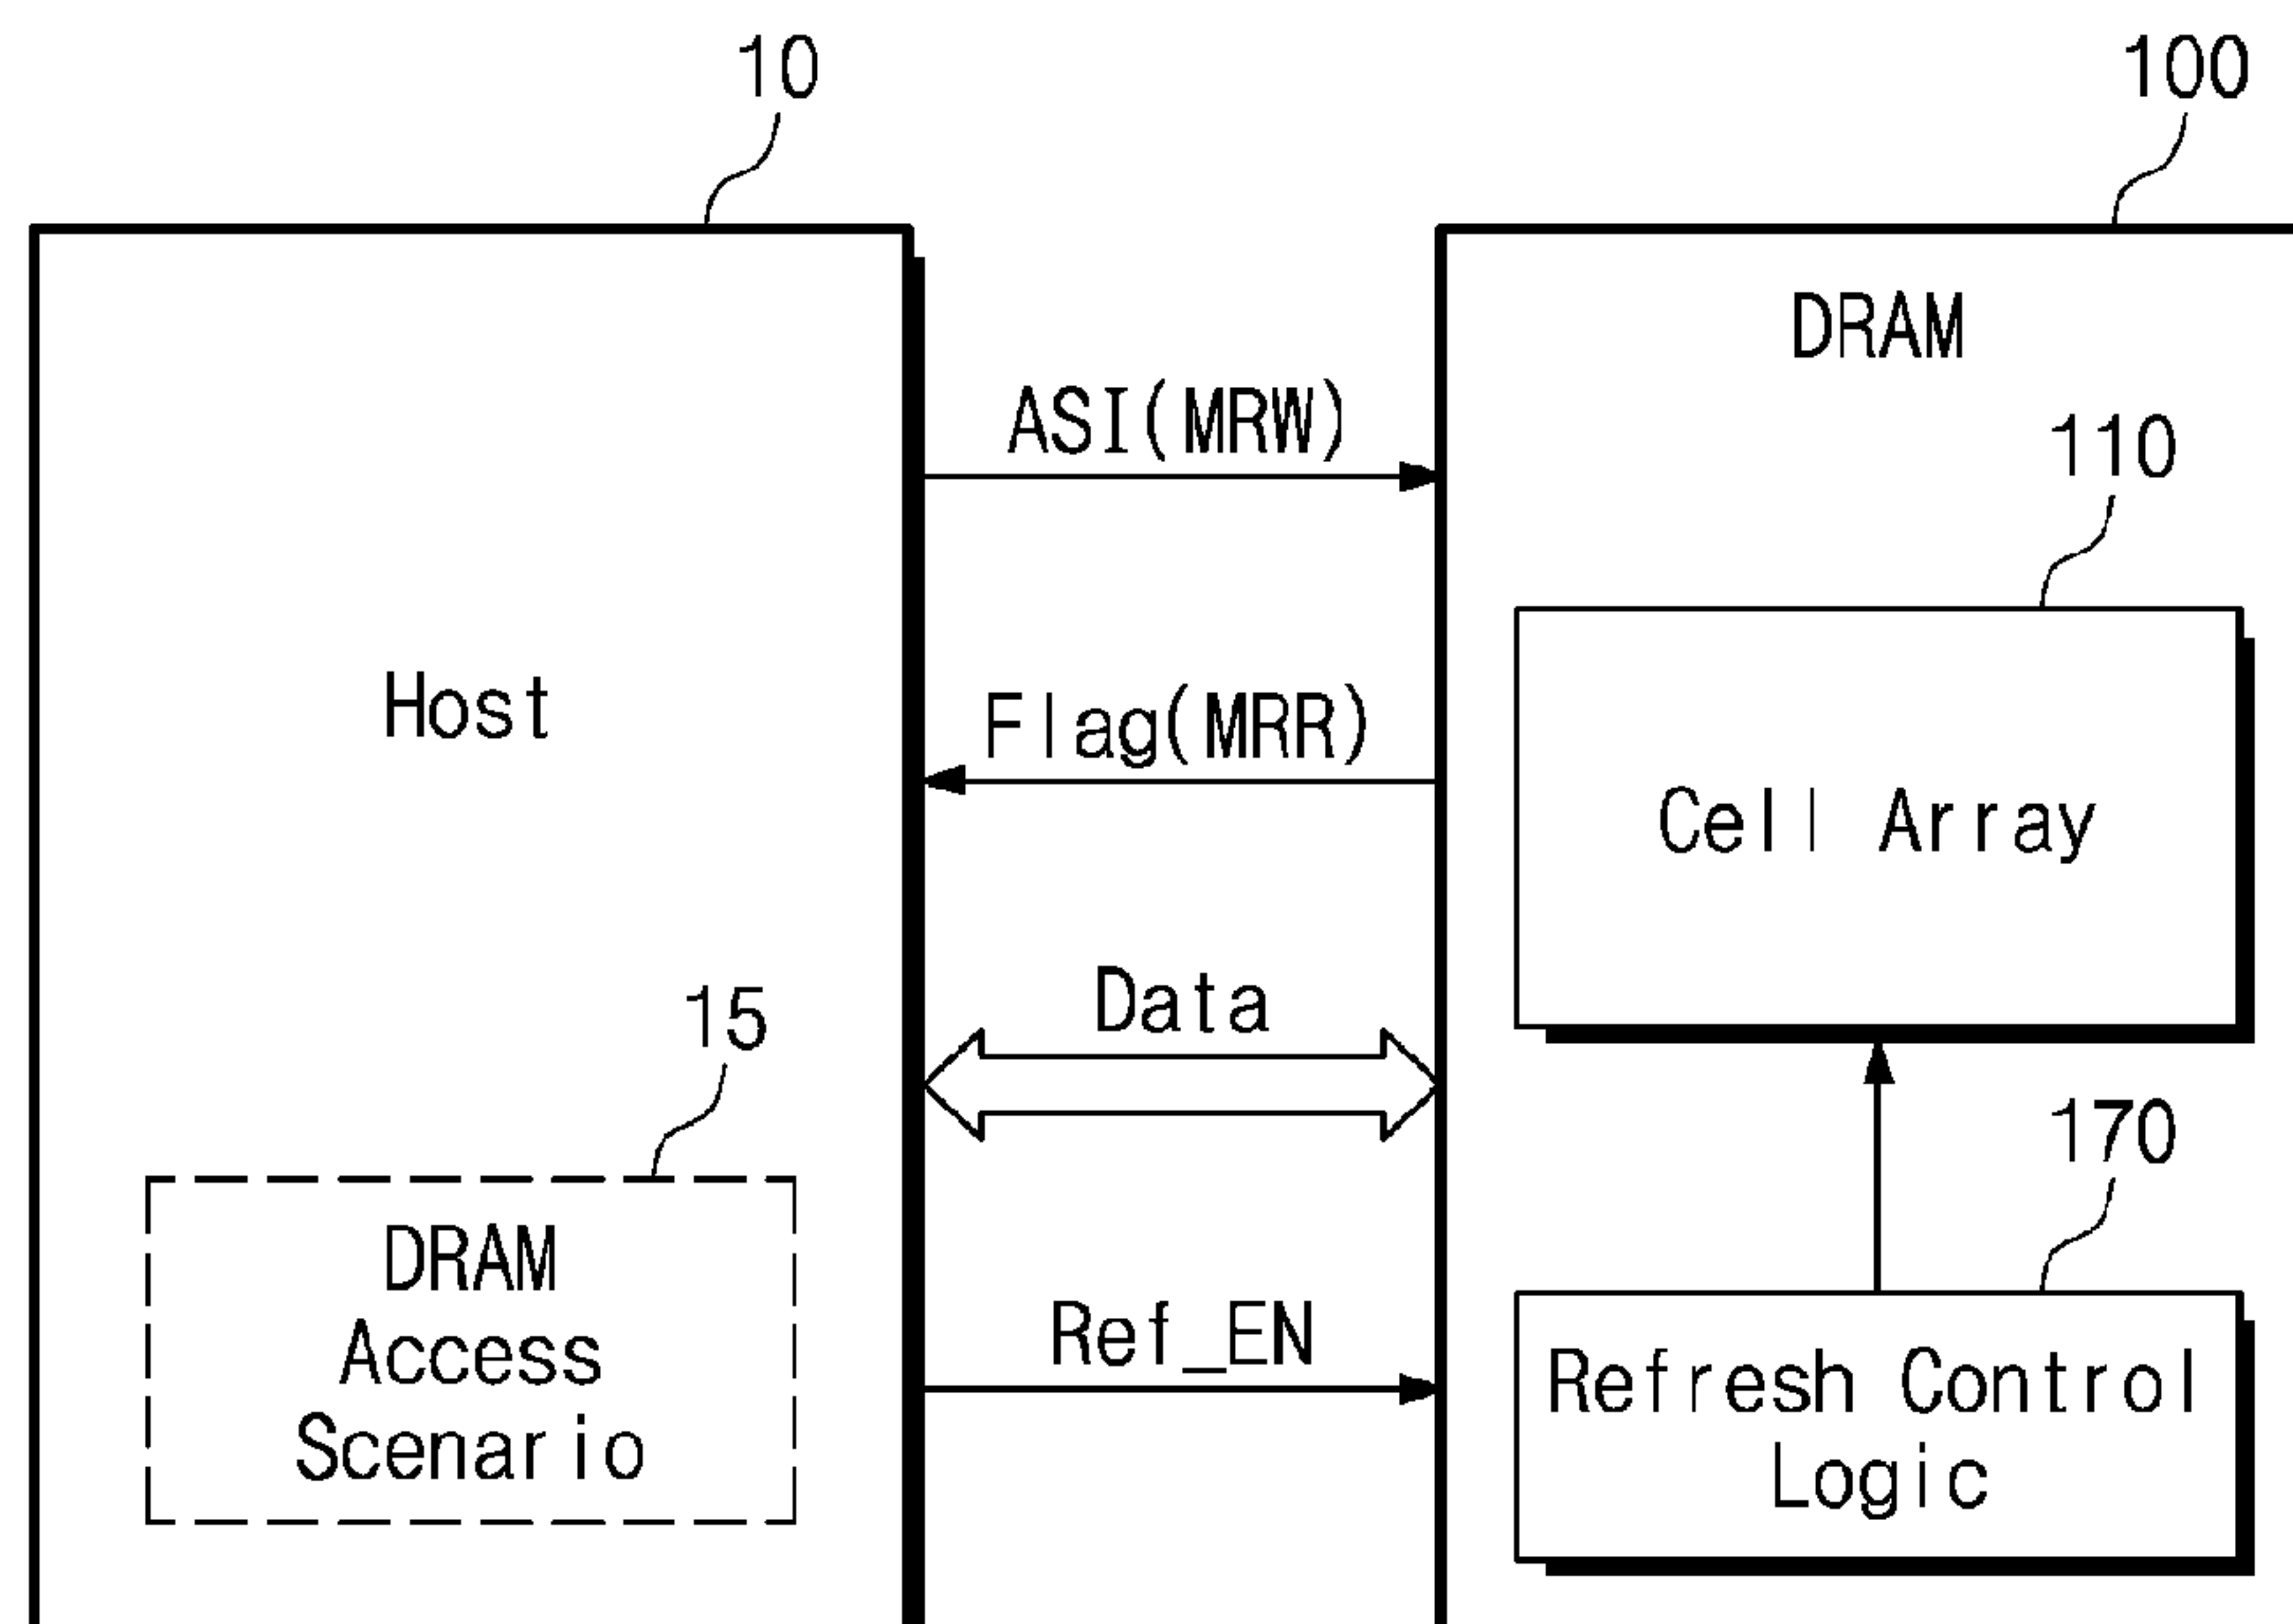 10
100
DRAM
ASI(MRW)
110
Host
Flag(MRR)
Cell Array
Data
15
170
DRAM
Access
Scenario
Ref_EN
Refresh Control
Logic